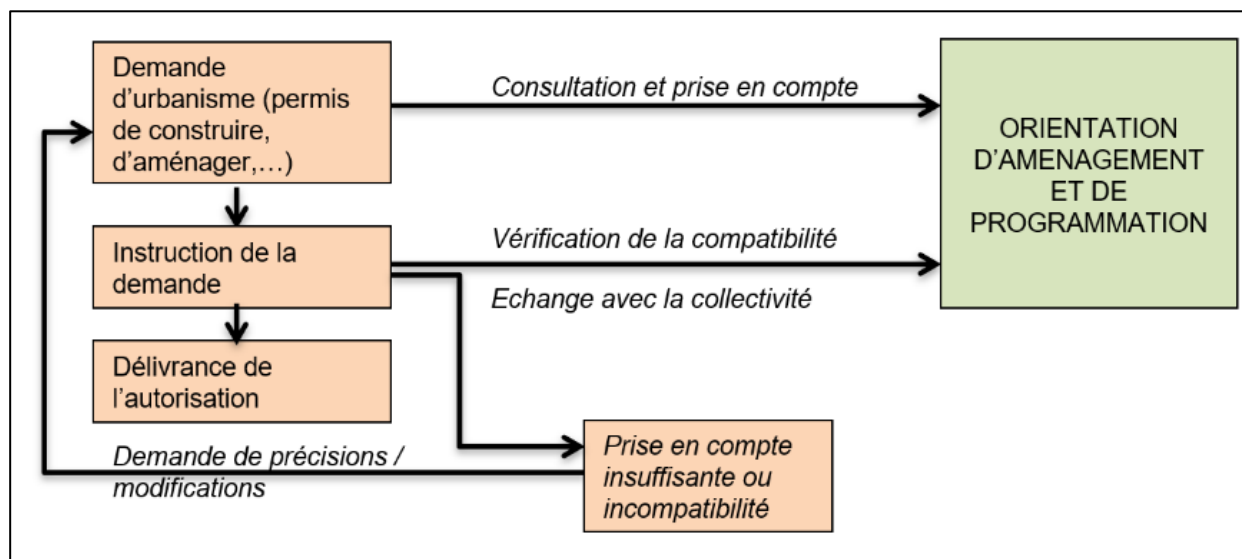 Demande
d'urbanisme (permis
de construire,
d'aménager,…)
Consultation et prise en compte
ORIENTATION
D'AMENAGEMENT
ET DE
PROGRAMMATION
Instruction de la
demande
Vérification de la compatibilité
Echange avec la collectivité
Délivrance de
l'autorisation
Demande de précisions /
modifications
Prise en compte
insuffisante ou
incompatibilité